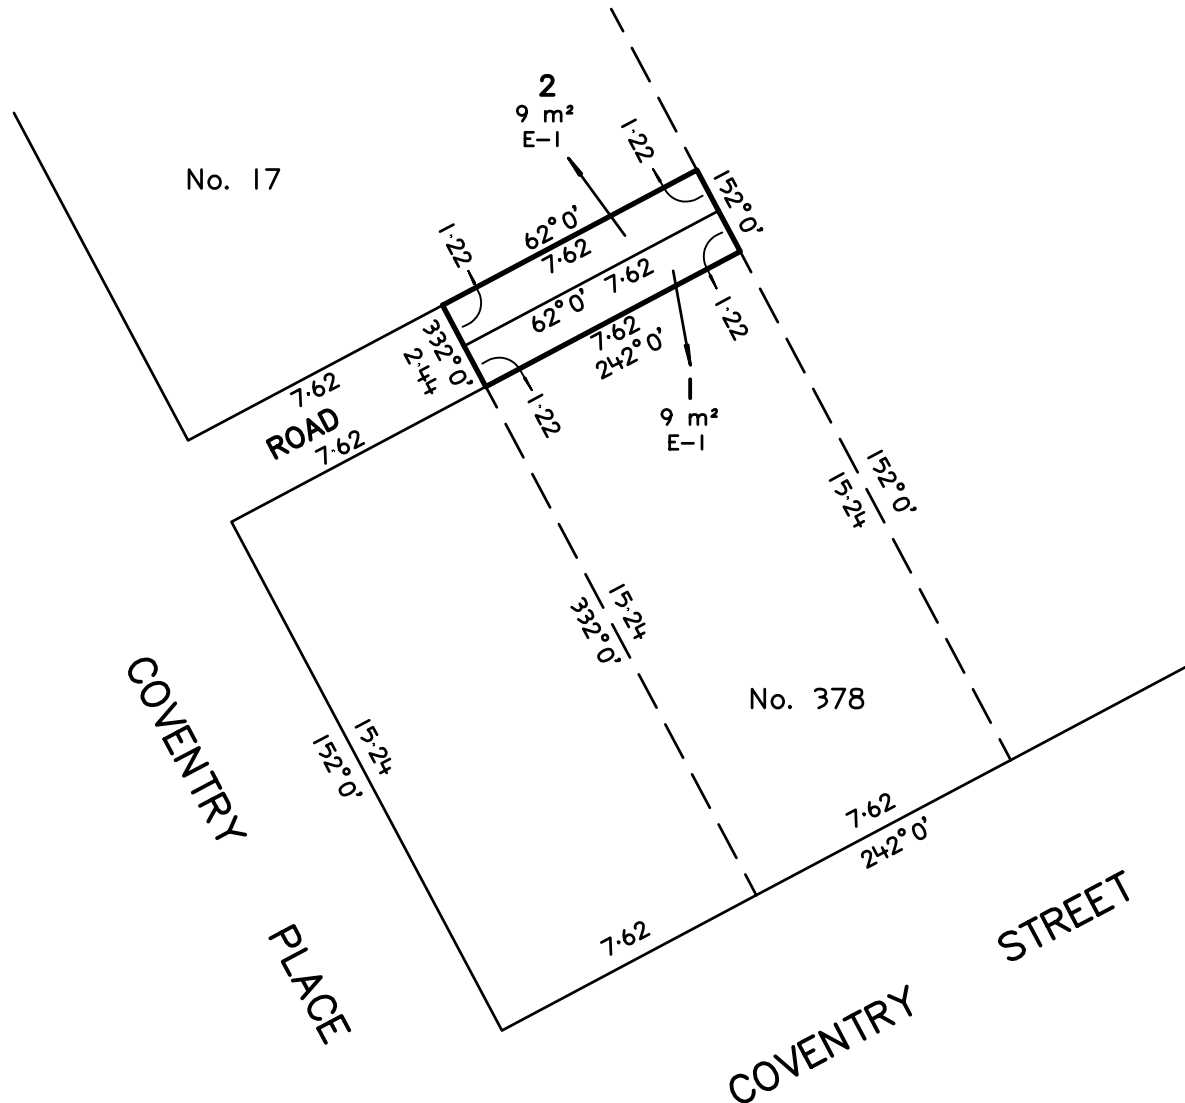 2
9 m²
E-1
1·22
152°0'
No. 17
62°0'
7·62
1·22
7·62
62°0'
7·62
242°0'
1·22
332°0'
2·44
1·22
1
9 m²
E-1
7·62
ROAD
7·62
152°0'
15·24
15·24
332°0'
No. 378
15·24
152°0'
COVENTRY
PLACE
7·62
242°0'
7·62
COVENTRY STREET